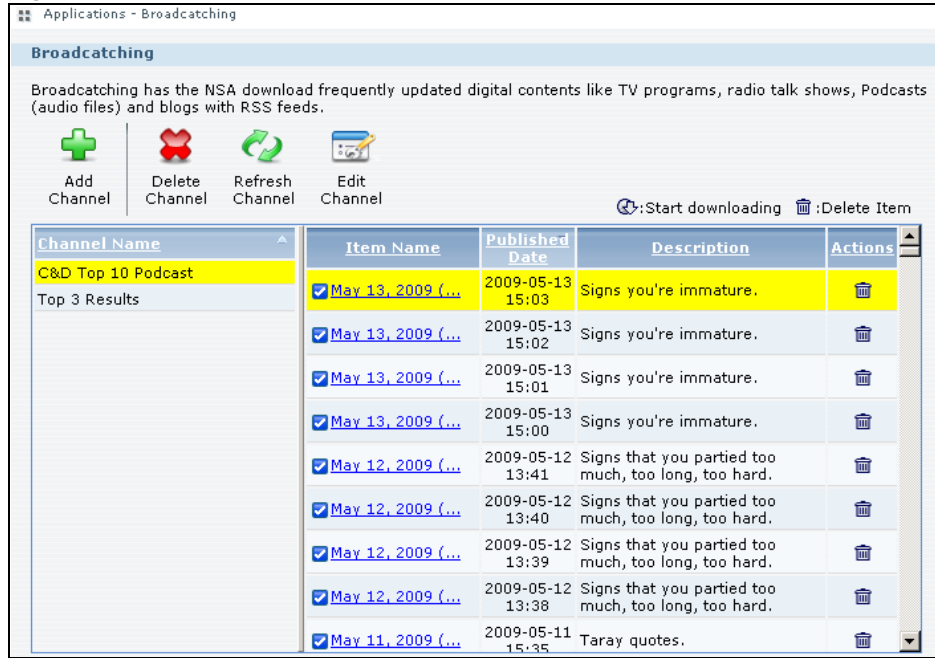 Applications - Broadcatching
Broadcatching
Broadcatching has the NSA download frequently updated digital contents like TV programs, radio talk shows, Podcasts
(audio files) and blogs with RSS feeds.
Add Channel
Delete Channel
Refresh Channel
Edit Channel
:Start downloading :Delete Item
Channel Name
C&D Top 10 Podcast
Top 3 Results
Item Name Published Date Description Actions
May 13, 2009 (... 2009-05-13 15:03 Signs you're immature.
May 13, 2009 (... 2009-05-13 15:02 Signs you're immature.
May 13, 2009 (... 2009-05-13 15:01 Signs you're immature.
May 13, 2009 (... 2009-05-13 15:00 Signs you're immature.
May 12, 2009 (... 2009-05-12 13:41 Signs that you partied too much, too long, too hard.
May 12, 2009 (... 2009-05-12 13:40 Signs that you partied too much, too long, too hard.
May 12, 2009 (... 2009-05-12 13:39 Signs that you partied too much, too long, too hard.
May 12, 2009 (... 2009-05-12 13:38 Signs that you partied too much, too long, too hard.
May 11, 2009 (... 2009-05-11 15:35 Taray quotes.